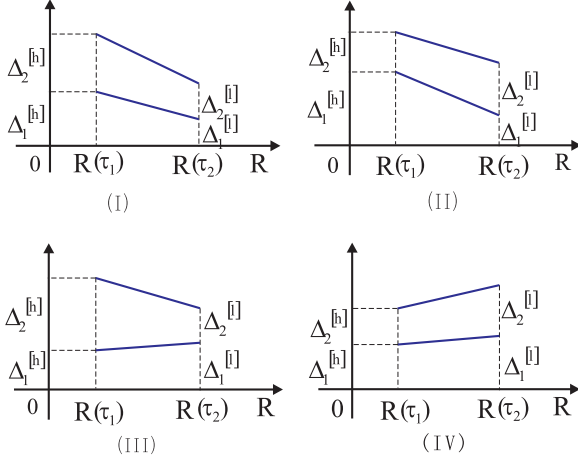 Δ₂[h]
Δ₁[h]
Δ₂[l]
Δ₁[l]
0 R(τ₁) R(τ₂) R
(I)
Δ₂[h]
Δ₁[h]
Δ₂[l]
Δ₁[l]
0 R(τ₁) R(τ₂) R
(II)
Δ₂[h]
Δ₁[h]
Δ₂[l]
Δ₁[l]
0 R(τ₁) R(τ₂) R
(III)
Δ₂[h]
Δ₁[h]
Δ₂[l]
Δ₁[l]
0 R(τ₁) R(τ₂) R
(IV)